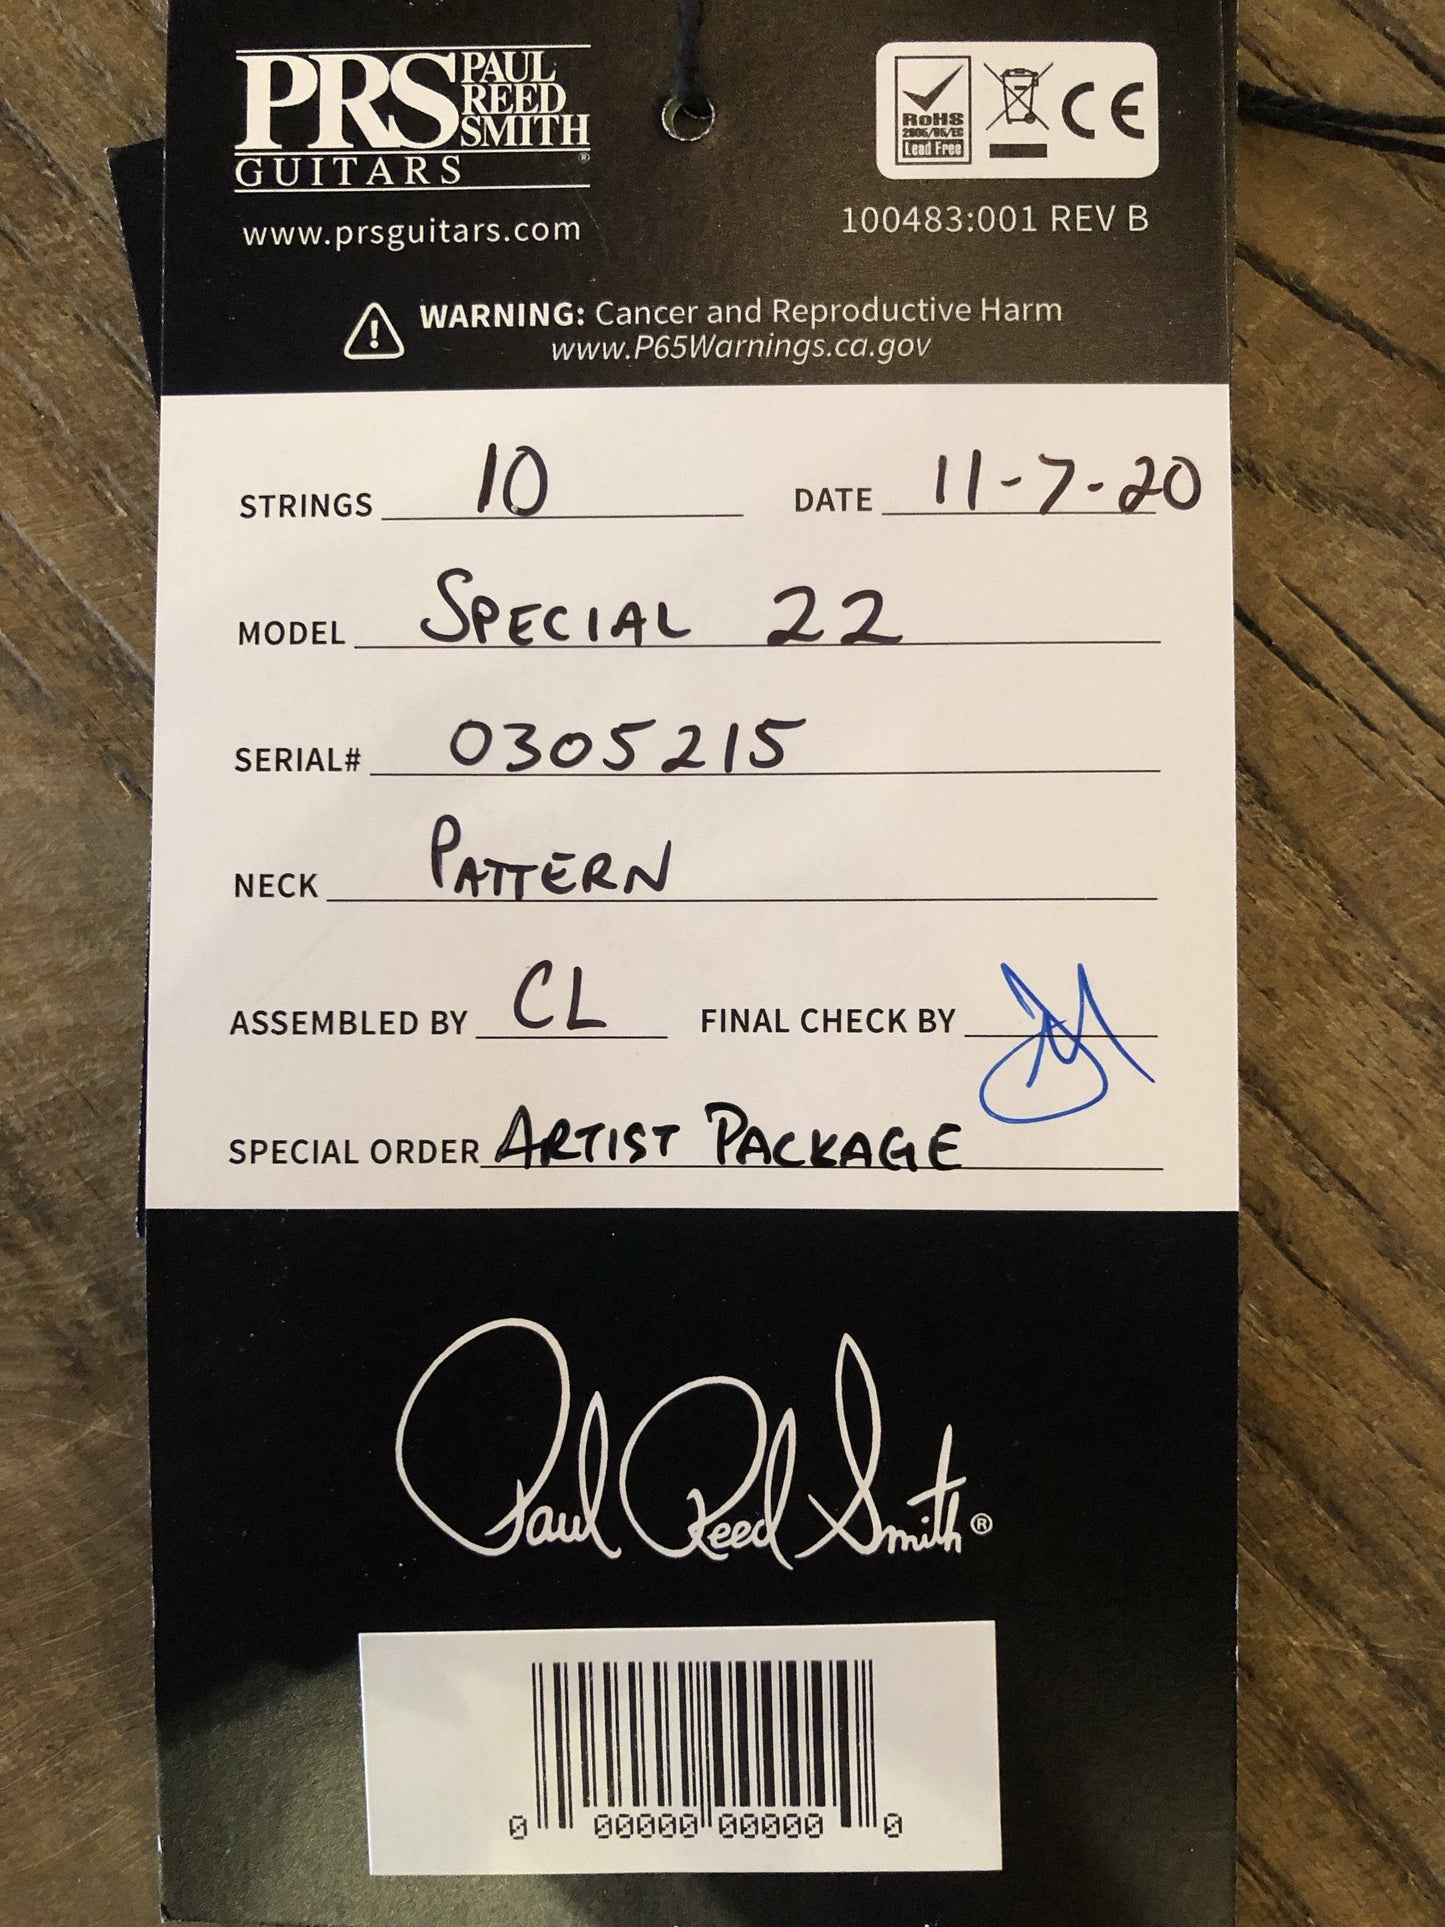 PRS PAUL REED SMITH
GUITARS ®
www.prsguitars.com
RoHS
2006/95/EC
Lead Free
CE
100483:001 REV B
WARNING: Cancer and Reproductive Harm
www.P65Warnings.ca.gov
STRINGS 10 DATE 11-7-20
MODEL SPECIAL 22
SERIAL# 0305215
NECK PATTERN
ASSEMBLED BY CL FINAL CHECK BY
SPECIAL ORDER ARTIST PACKAGE
Paul Reed Smith®
0 00000 00000 0